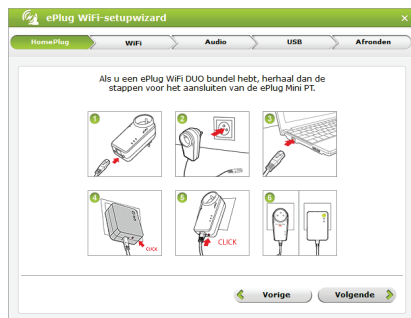 ePlug WiFi-setupwizard
HomePlug
WiFi
Audio
USB
Afronden
Als u een ePlug WiFi DUO bundel hebt, herhaal dan de
stappen voor het aansluiten van de ePlug Mini PT.
1
2
3
4
CLICK
5
CLICK
6
Vorige
Volgende